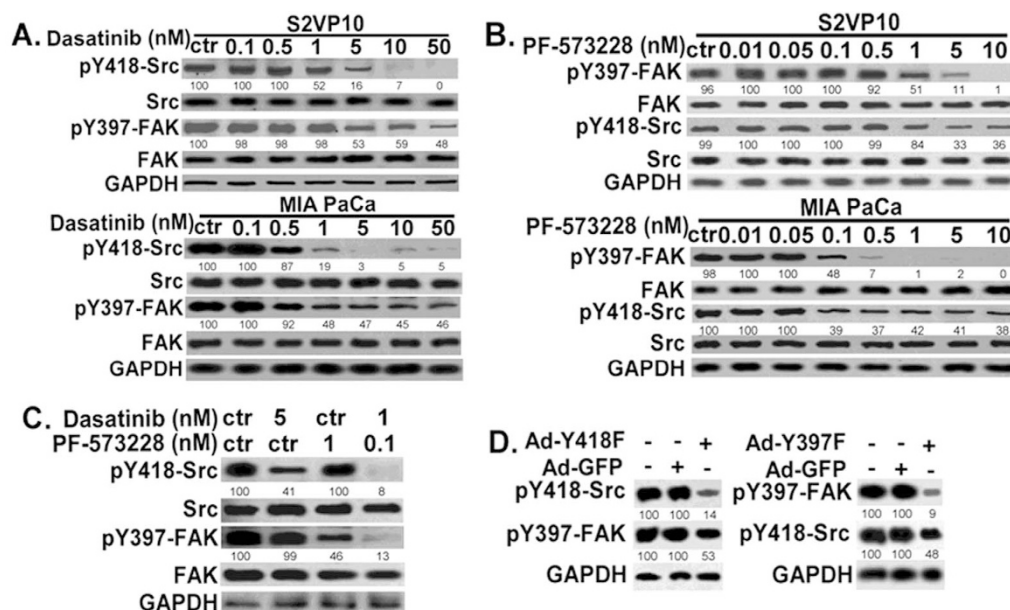 A.
S2VP10
Dasatinib (nM) ctr 0.1 0.5 1 5 10 50
pY418-Src
100 100 100 52 16 7 0
Src
pY397-FAK
100 98 98 98 53 59 48
FAK
GAPDH
MIA PaCa
Dasatinib (nM) ctr 0.1 0.5 1 5 10 50
pY418-Src
100 100 87 19 3 5 5
Src
pY397-FAK
100 100 92 48 47 45 46
FAK
GAPDH
B.
S2VP10
PF-573228 (nM) ctr 0.01 0.05 0.1 0.5 1 5 10
pY397-FAK
96 100 100 100 92 51 11 1
FAK
pY418-Src
99 100 100 100 99 84 33 36
Src
GAPDH
MIA PaCa
PF-573228 (nM) ctr 0.01 0.05 0.1 0.5 1 5 10
pY397-FAK
98 100 100 48 7 1 2 0
FAK
pY418-Src
100 100 100 39 37 42 41 38
Src
GAPDH
C.
Dasatinib (nM) ctr 5 ctr 1
PF-573228 (nM) ctr ctr 1 0.1
pY418-Src
100 41 100 8
Src
pY397-FAK
100 99 46 13
FAK
GAPDH
D.
Ad-Y418F - - +
Ad-GFP - + -
pY418-Src
100 100 14
pY397-FAK
100 100 53
GAPDH
Ad-Y397F - - +
Ad-GFP - + -
pY397-FAK
100 100 9
pY418-Src
100 100 48
GAPDH